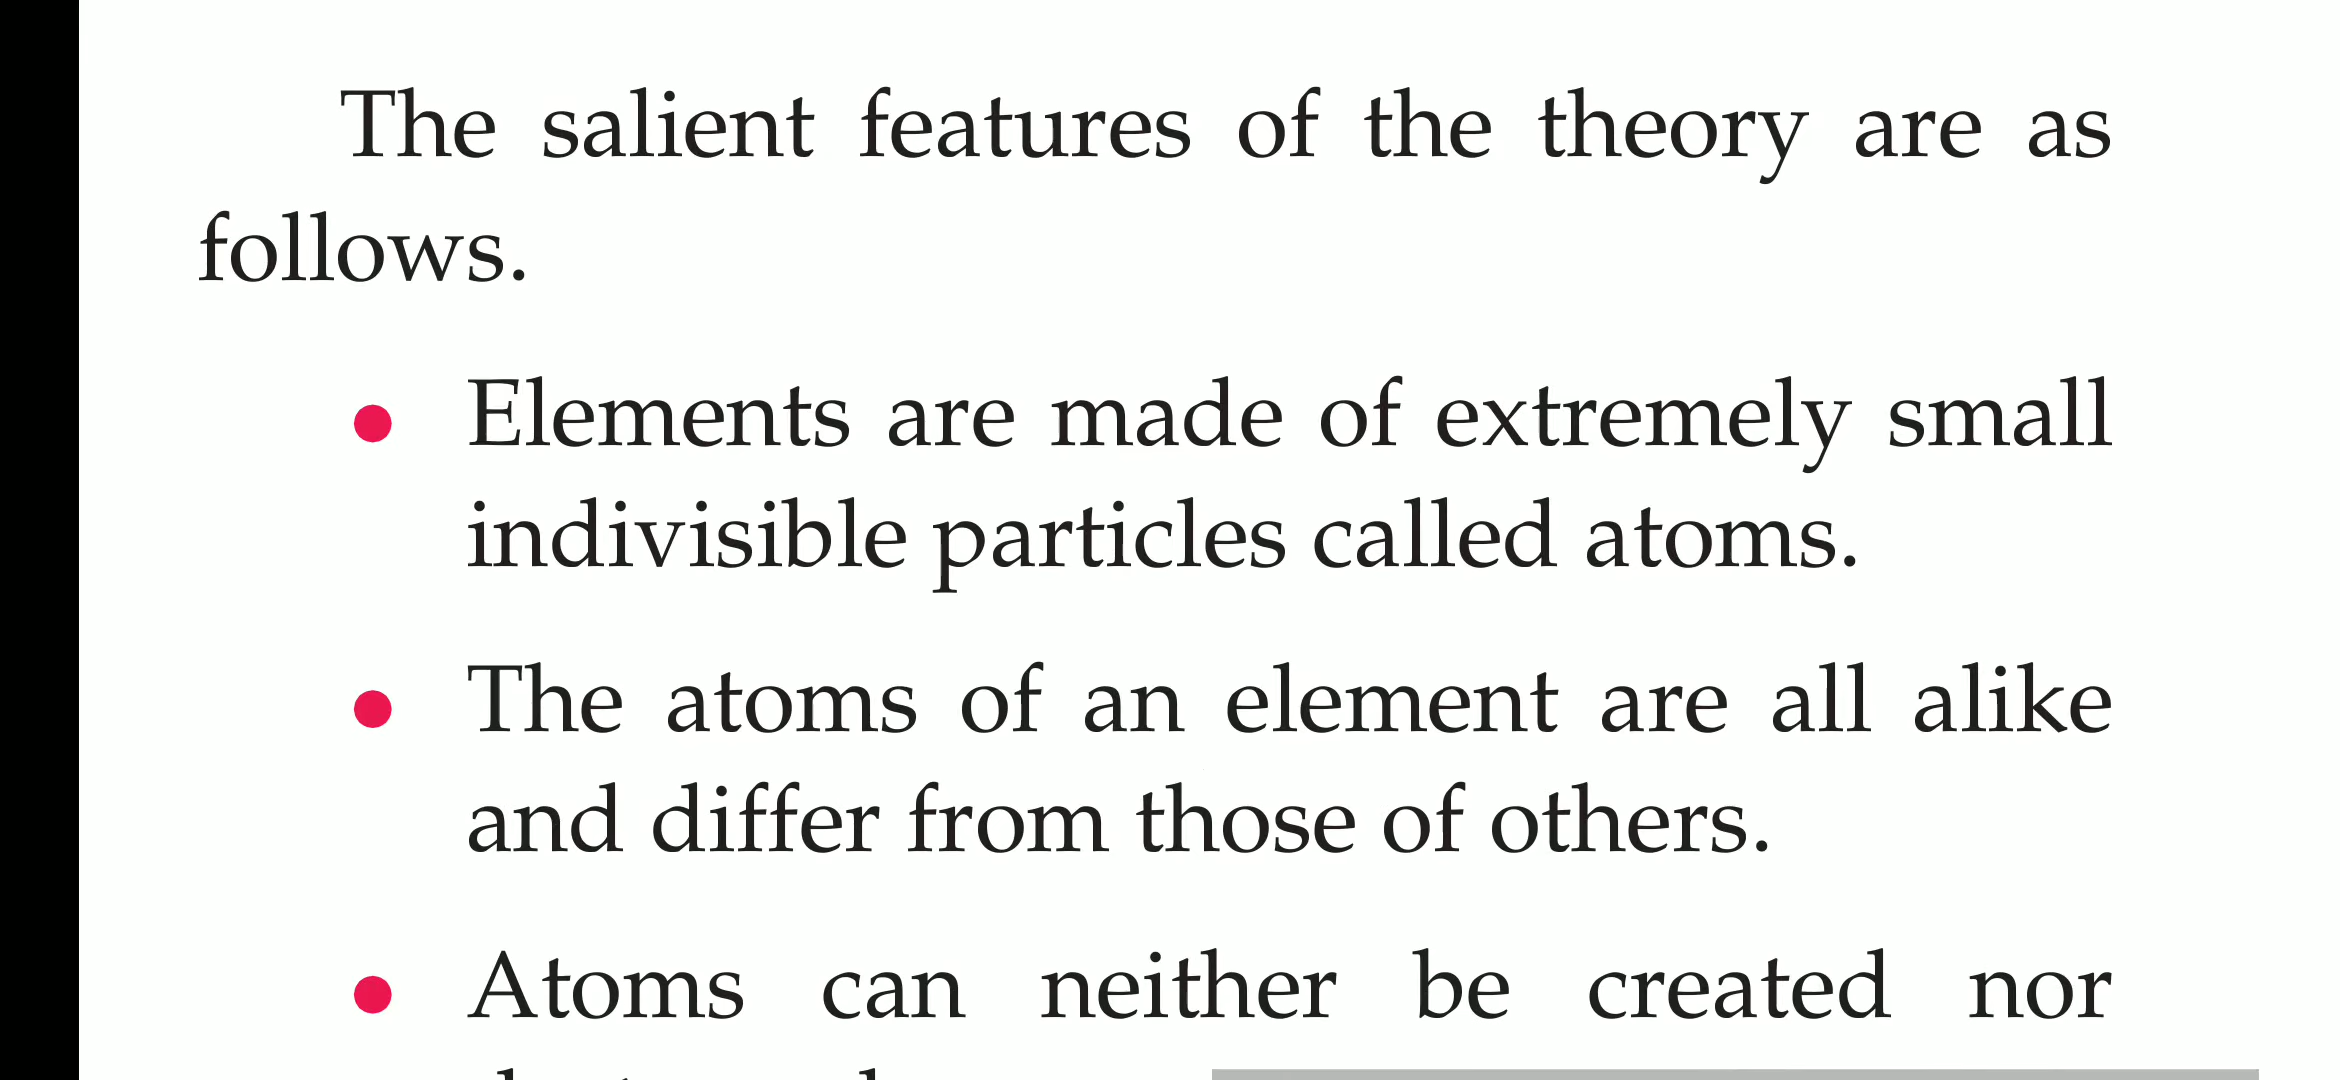 The salient features of the theory are as
follows.
● Elements are made of extremely small
indivisible particles called atoms.
● The atoms of an element are all alike
and differ from those of others.
● Atoms can neither be created nor